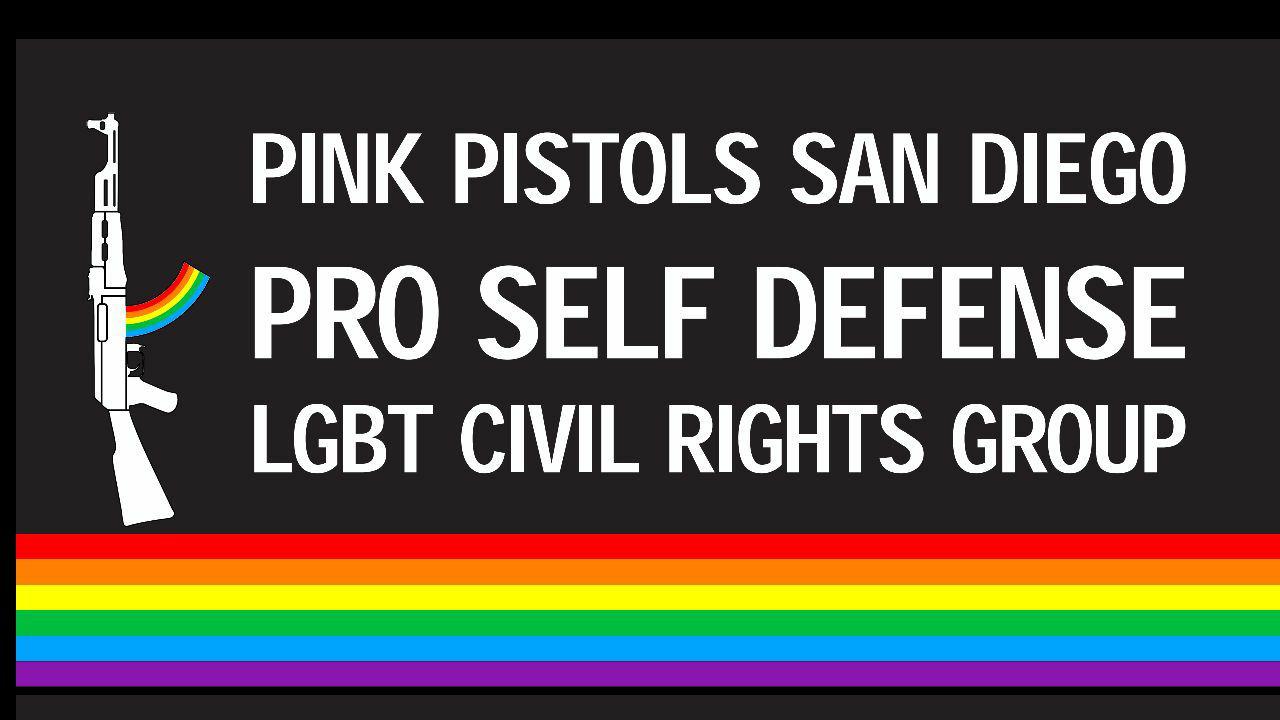 PINK PISTOLS SAN DIEGO
PRO SELF DEFENSE
LGBT CIVIL RIGHTS GROUP